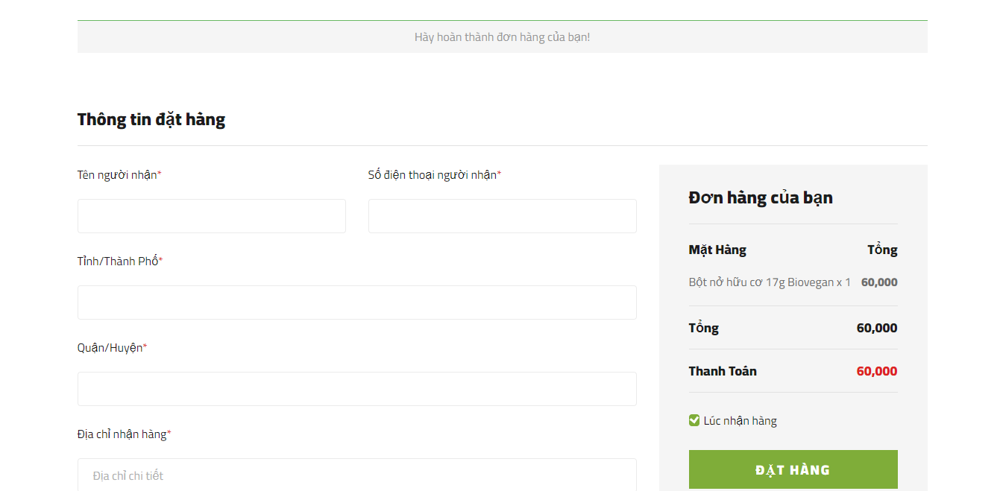 Hày hoàn thành đơn hàng của bạn!
Thông tin đặt hàng
Tên người nhận*
Số điện thoại người nhận*
Tỉnh/Thành Phố*
Quận/Huyện*
Địa chỉ nhận hàng*
Địa chỉ chi tiết
Đơn hàng của bạn
Mặt Hàng Tổng
Bột nở hữu cơ 17g Biovegan x 1 60,000
Tổng 60,000
Thanh Toán 60,000
Lúc nhận hàng
ĐẶT HÀNG